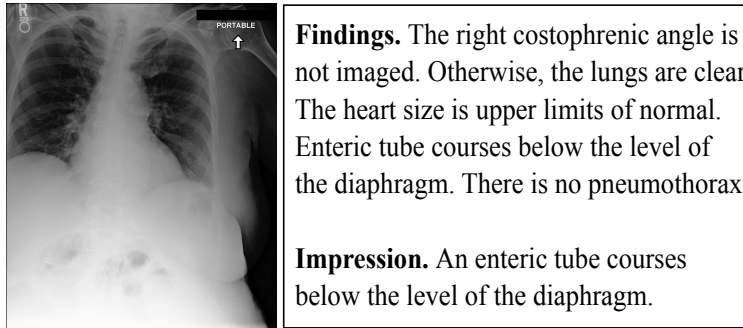 R
PORTABLE
Findings. The right costophrenic angle is
not imaged. Otherwise, the lungs are clear
The heart size is upper limits of normal.
Enteric tube courses below the level of
the diaphragm. There is no pneumothorax
Impression. An enteric tube courses
below the level of the diaphragm.